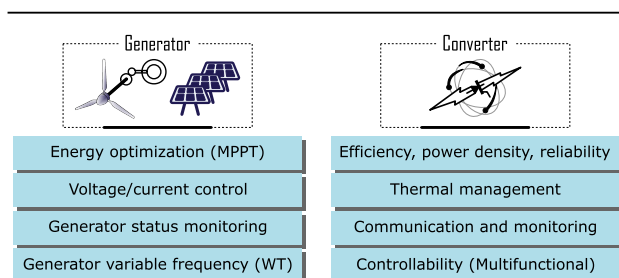 Generator
Energy optimization (MPPT)
Voltage/current control
Generator status monitoring
Generator variable frequency (WT)
Converter
Efficiency, power density, reliability
Thermal management
Communication and monitoring
Controllability (Multifunctional)